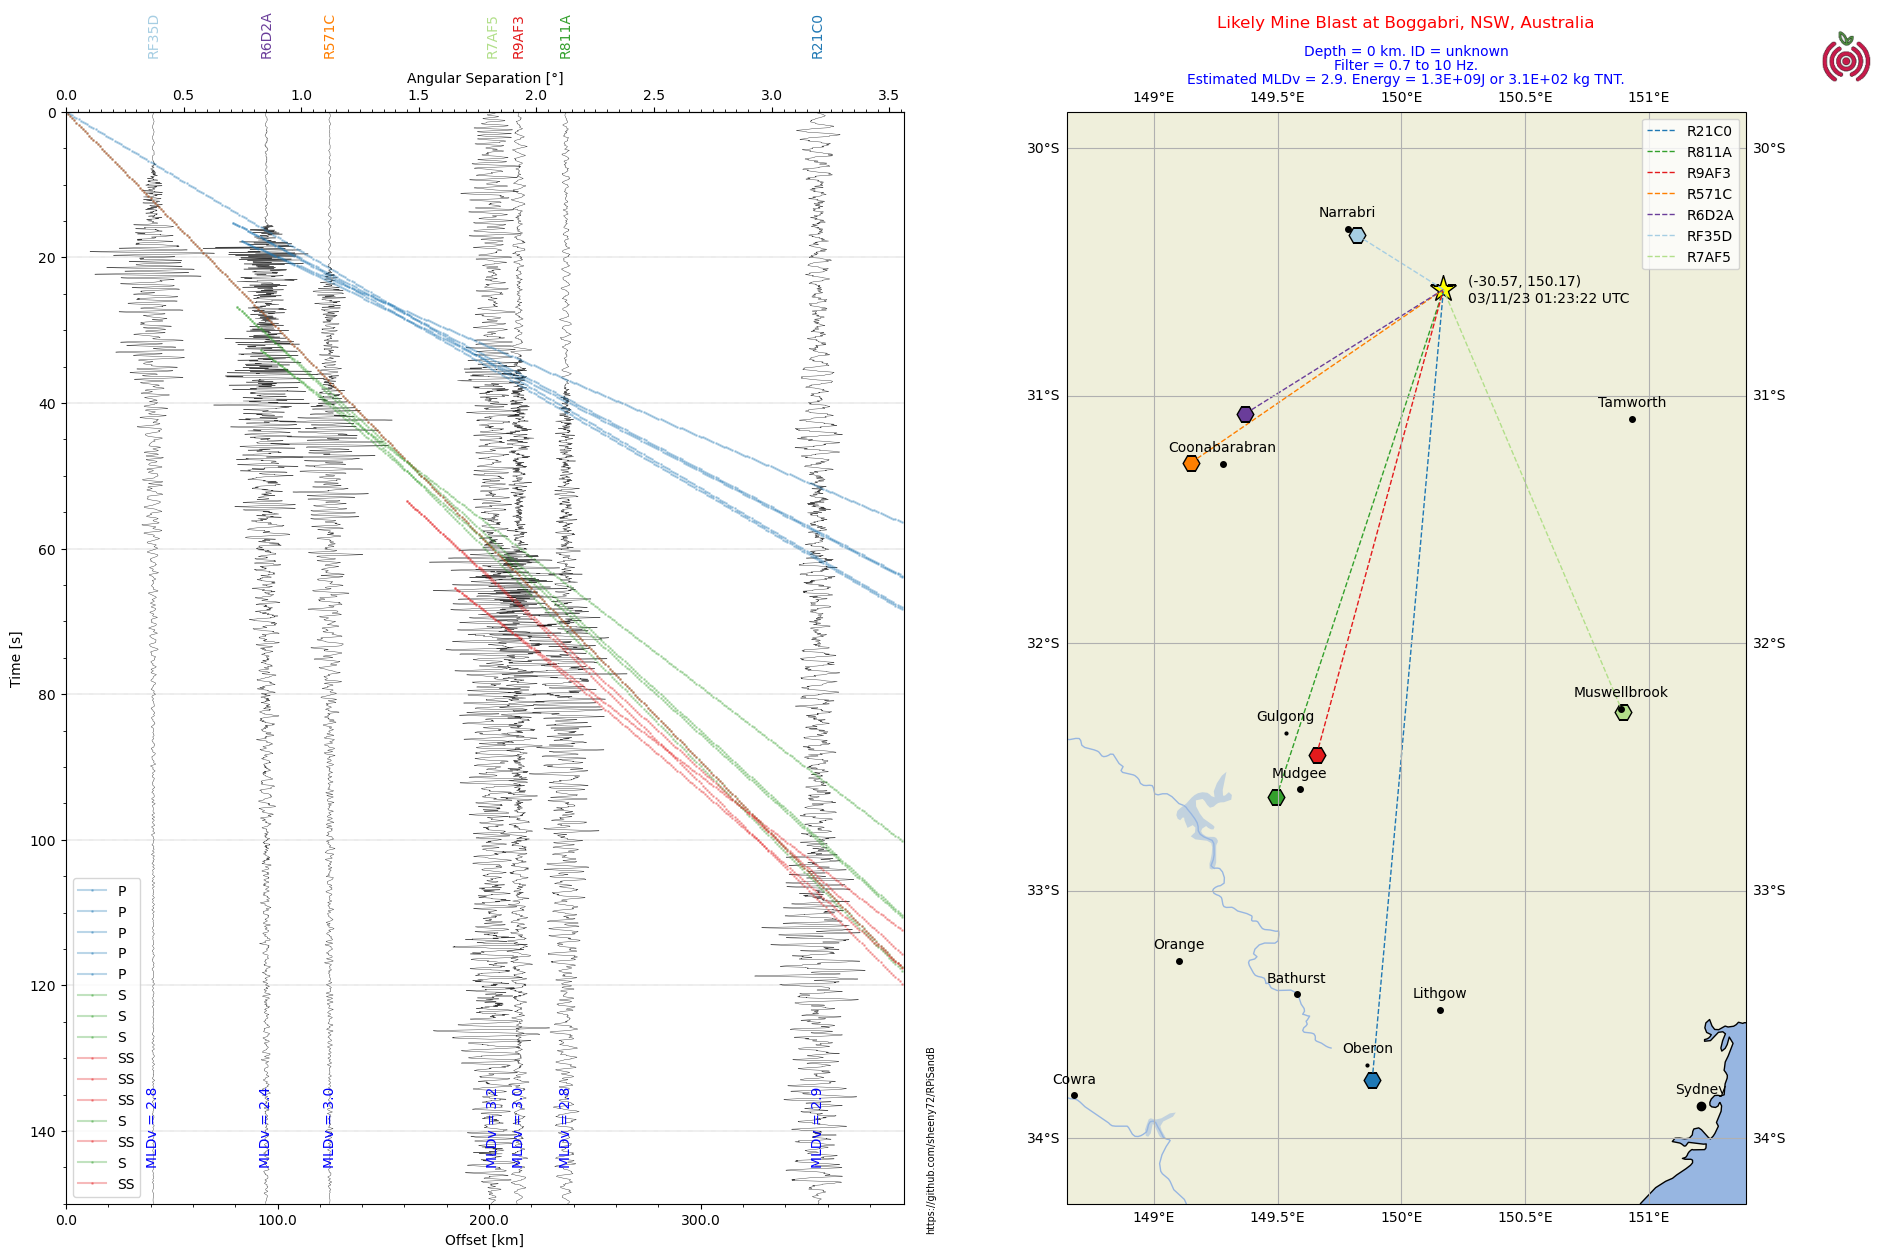 RF35D
R6D2A
R571C
R7AF5
R9AF3
R811A
R21C0
Angular Separation [°]
0.0 0.5 1.0 1.5 2.0 2.5 3.0 3.5
0
20
40
60
80
100
120
140
Time [s]
P
P
P
P
P
S
S
S
SS
SS
SS
S
SS
S
SS
MLDv = 2.8
MLDv = 2.4
MLDv = 3.0
MLDv = 3.2
MLDv = 3.0
MLDv = 2.8
MLDv = 2.9
0.0 100.0 200.0 300.0
Offset [km]
https://github.com/sheeny72/RPiSandB
Likely Mine Blast at Boggabri, NSW, Australia
Depth = 0 km. ID = unknown
Filter = 0.7 to 10 Hz.
Estimated MLDv = 2.9. Energy = 1.3E+09J or 3.1E+02 kg TNT.
149°E 149.5°E 150°E 150.5°E 151°E
R21C0
R811A
R9AF3
R571C
R6D2A
RF35D
R7AF5
30°S 30°S
Narrabri
(-30.57, 150.17)
03/11/23 01:23:22 UTC
31°S 31°S
Tamworth
Coonabarabran
32°S 32°S
Muswellbrook
Gulgong
Mudgee
33°S 33°S
Orange
Bathurst
Lithgow
Oberon
Cowra
Sydney
34°S 34°S
149°E 149.5°E 150°E 150.5°E 151°E